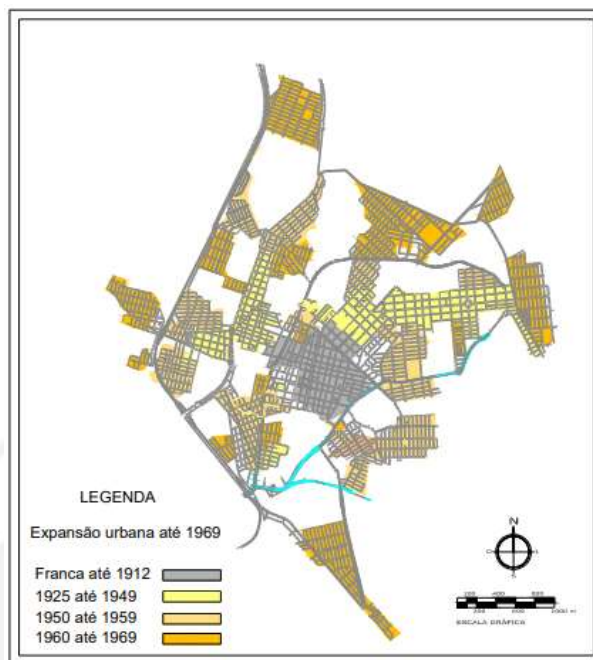 LEGENDA
Expansão urbana até 1969
Franca até 1912
1925 até 1949
1950 até 1959
1960 até 1969
N
S
ESCALA GRÁFICA